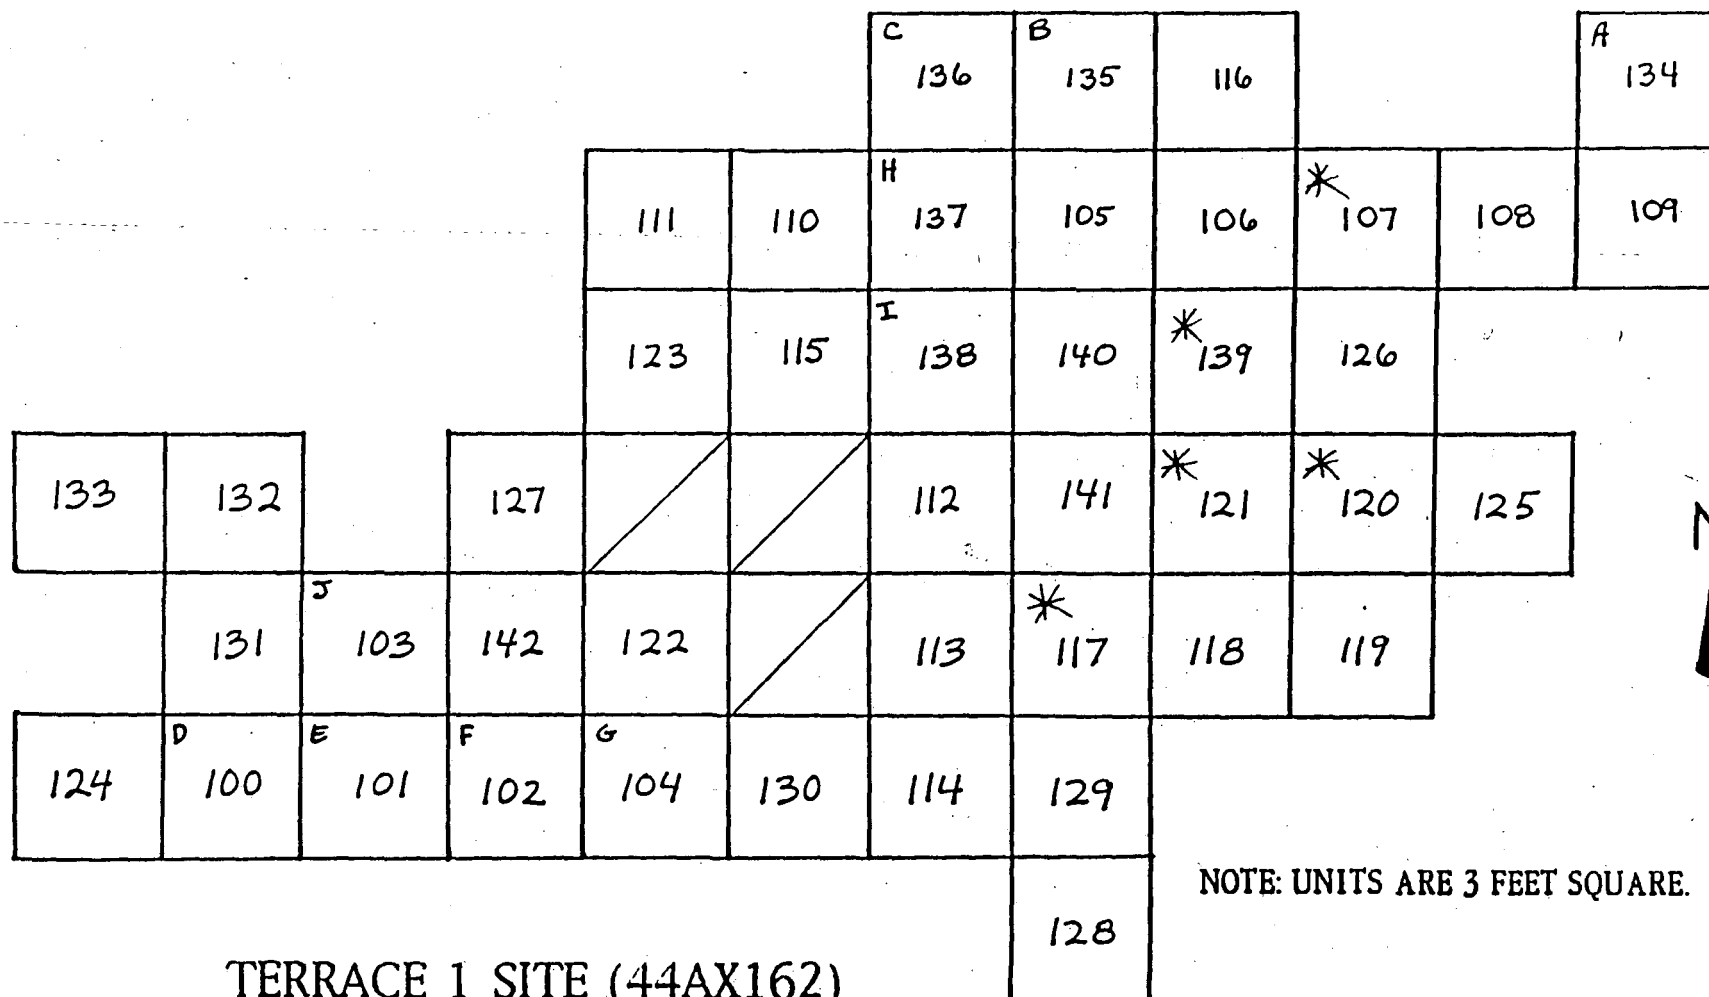 C B A
136 135 116 134
H
111 110 137 105 106 * 107 108 109
I
123 115 138 140 * 139 126
133 132 127 112 141 * 121 * 120 125
N
J
131 103 142 122 113 * 117 118 119
D E F G
124 100 101 102 104 130 114 129
NOTE: UNITS ARE 3 FEET SQUARE.
128
TERRACE 1 SITE (44AX162)